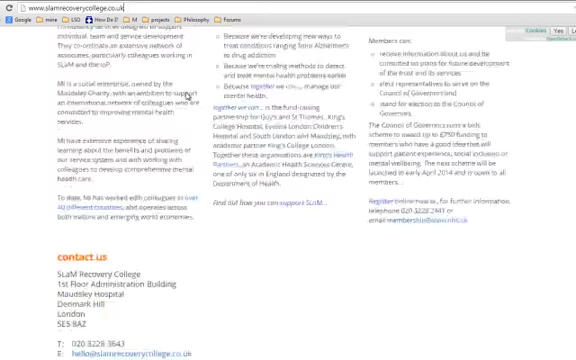 www.slamrecoverycollege.co.uk
Google
mine
LSO
How Do I
M
projects
Philosophy
Forums
Cookies
Yes
individual, team and service development
They co-ordinate an extensive network of
associates, particularly colleagues working in
SLaM and the IoP.
MI is a social enterprise, owned by the
Maudsley Charity, with an ambition to support
an international network of colleagues who are
committed to improving mental health
services.
MI have extensive experience of sharing
learning about the benefits and problems of
our service system and with working with
colleagues to develop comprehensive mental
health care.
To date, MI has worked with colleagues in over
40 different countries, and operates across
both mature and emerging world economies.
Because we're developing new ways to
treat conditions ranging from Alzheimer's
to drug addiction
Because we're trialing methods to detect
and treat mental health problems earlier
Because together we can... manage our
mental health.
together we can... is the fund-raising
partnership for Guy's and St Thomas', King's
College Hospital, Evelina London Children's
Hospital and South London and Maudsley, with
academic partner King's College London.
Together these organisations are King's Health
Partners, an Academic Health Sciences Centre,
one of only six in England designated by the
Department of Health.
Find out how you can support SLaM...
Members can:
receive information about us and be
consulted on plans for future development
of the trust and its services
elect representatives to serve on the
Council of Governors and
stand for election to the Council of
Governors.
The Council of Governors runs a bids
scheme to award up to £750 funding to
members who have a good idea that will
support patient experience, social inclusion or
mental wellbeing. The next scheme will be
launched in early April 2014 and is open to all
members...
Register online now or, for further information,
telephone 020 3228 2441 or
email membership@slam.nhs.uk
contact us
SLaM Recovery College
1st Floor Administration Building
Maudsley Hospital
Denmark Hill
London
SE5 8AZ
T: 020 3228 3643
E: hello@slamrecoverycollege.co.uk